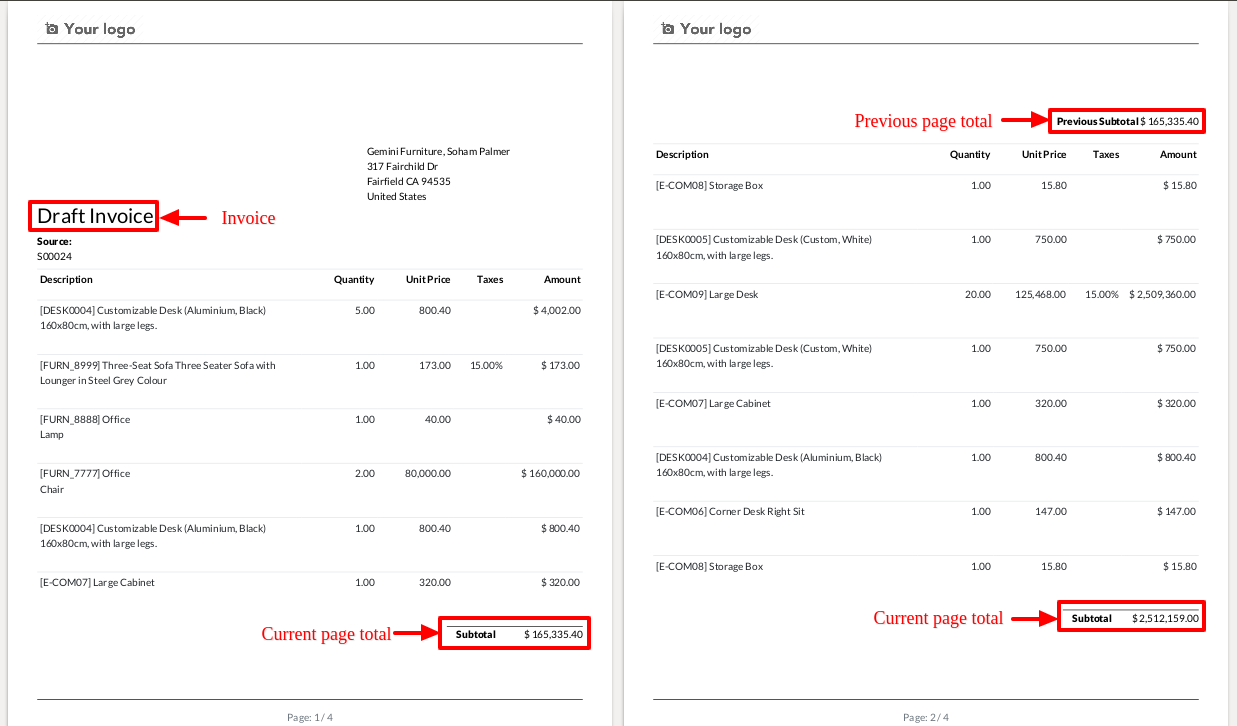 Your logo
Gemini Furniture, Soham Palmer
317 Fairchild Dr
Fairfield CA 94535
United States
Draft Invoice
Invoice
Source:
S00024
Description Quantity Unit Price Taxes Amount
[DESK0004] Customizable Desk (Aluminium, Black) 5.00 800.40 $ 4,002.00
160x80cm, with large legs.
[FURN_8999] Three-Seat Sofa Three Seater Sofa with 1.00 173.00 15.00% $ 173.00
Lounger in Steel Grey Colour
[FURN_8888] Office 1.00 40.00 $ 40.00
Lamp
[FURN_7777] Office 2.00 80,000.00 $ 160,000.00
Chair
[DESK0004] Customizable Desk (Aluminium, Black) 1.00 800.40 $ 800.40
160x80cm, with large legs.
[E-COM07] Large Cabinet 1.00 320.00 $ 320.00
Current page total
Subtotal $ 165,335.40
Page: 1 / 4
Your logo
Previous page total
Previous Subtotal $ 165,335.40
Description Quantity Unit Price Taxes Amount
[E-COM08] Storage Box 1.00 15.80 $ 15.80
[DESK0005] Customizable Desk (Custom, White) 1.00 750.00 $ 750.00
160x80cm, with large legs.
[E-COM09] Large Desk 20.00 125,468.00 15.00% $ 2,509,360.00
[DESK0005] Customizable Desk (Custom, White) 1.00 750.00 $ 750.00
160x80cm, with large legs.
[E-COM07] Large Cabinet 1.00 320.00 $ 320.00
[DESK0004] Customizable Desk (Aluminium, Black) 1.00 800.40 $ 800.40
160x80cm, with large legs.
[E-COM06] Corner Desk Right Sit 1.00 147.00 $ 147.00
[E-COM08] Storage Box 1.00 15.80 $ 15.80
Current page total
Subtotal $ 2,512,159.00
Page: 2 / 4